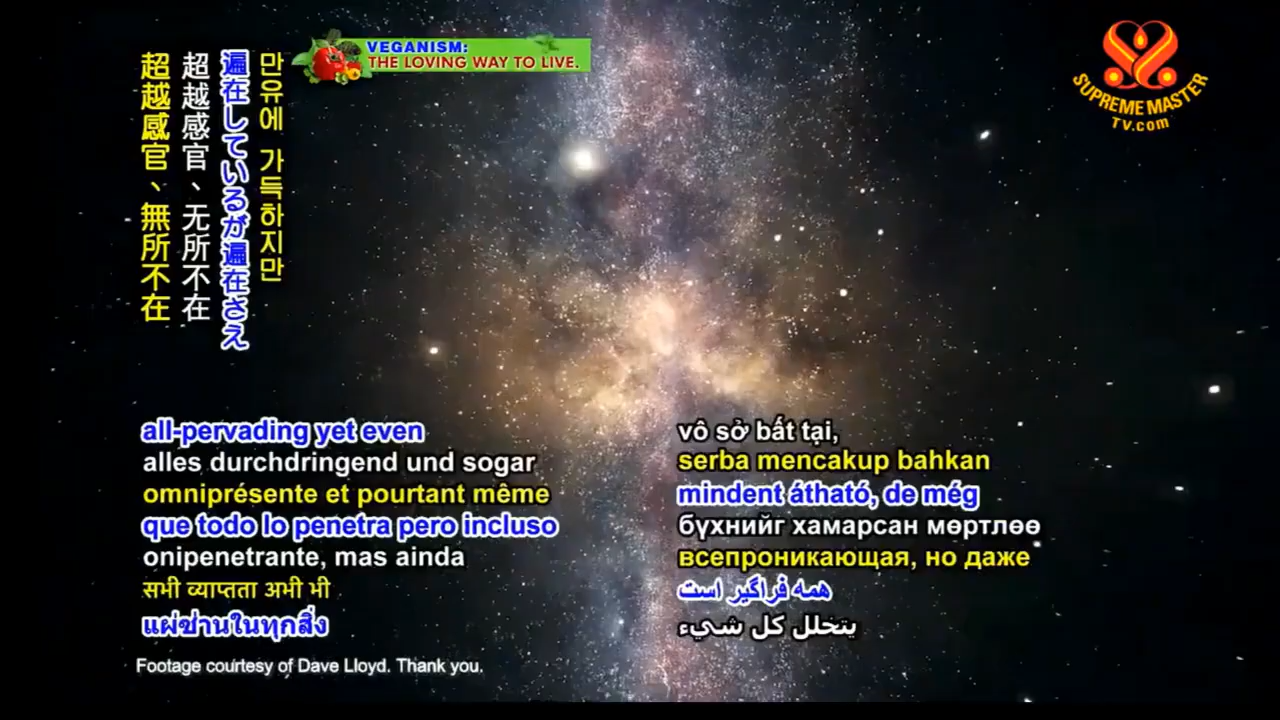 VEGANISM:
THE LOVING WAY TO LIVE.
SUPREME MASTER
TV.com
만유에 가득하지만
遍在しているが遍在さえ
超越感官、无所不在
超越感官、無所不在
all-pervading yet even
alles durchdringend und sogar
omniprésente et pourtant même
que todo lo penetra pero incluso
onipenetrante, mas ainda
सभी व्याप्तता अभी भी
แผ่ซ่านในทุกสิ่ง
vô sở bất tại,
serba mencakup bahkan
mindent átható, de még
бүхнийг хамарсан мөртлөө
всепроникающая, но даже
همه فراگیر است
يتخلل كل شيء
Footage courtesy of Dave Lloyd. Thank you.